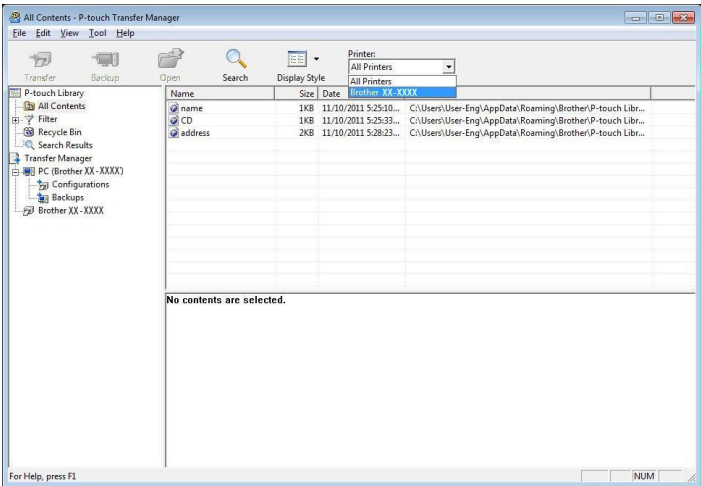 All Contents - P-touch Transfer Manager
File Edit View Tool Help
Transfer Backup Open Search Display Style
Printer:
All Printers
All Printers
Brother XX-XXXX
P-touch Library
All Contents
Filter
Recycle Bin
Search Results
Transfer Manager
PC (Brother XX-XXXX)
Configurations
Backups
Brother XX-XXXX
Name Size Date
name 1KB 11/10/2011 5:25:10... C:\Users\User-Eng\AppData\Roaming\Brother\P-touch Libr...
CD 1KB 11/10/2011 5:25:33... C:\Users\User-Eng\AppData\Roaming\Brother\P-touch Libr...
address 2KB 11/10/2011 5:28:23... C:\Users\User-Eng\AppData\Roaming\Brother\P-touch Libr...
No contents are selected.
For Help, press F1
NUM